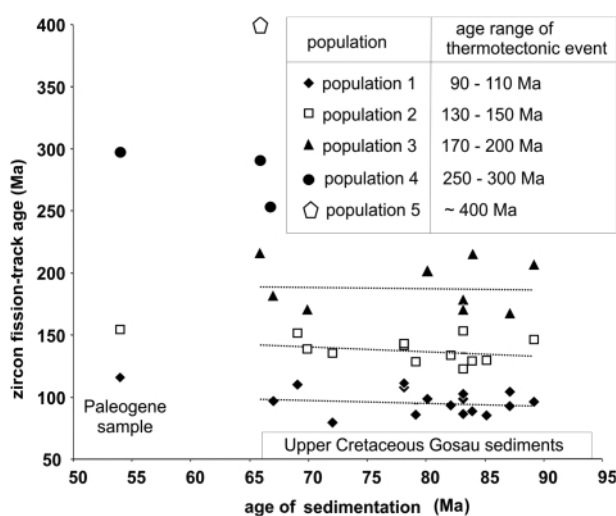 400
350
300
250
200
150
100
50
zircon fission-track age (Ma)
population
age range of
thermotectonic event
population 1
90 - 110 Ma
population 2
130 - 150 Ma
population 3
170 - 200 Ma
population 4
250 - 300 Ma
population 5
~ 400 Ma
Paleogene
sample
Upper Cretaceous Gosau sediments
50 55 60 65 70 75 80 85 90 95
age of sedimentation (Ma)